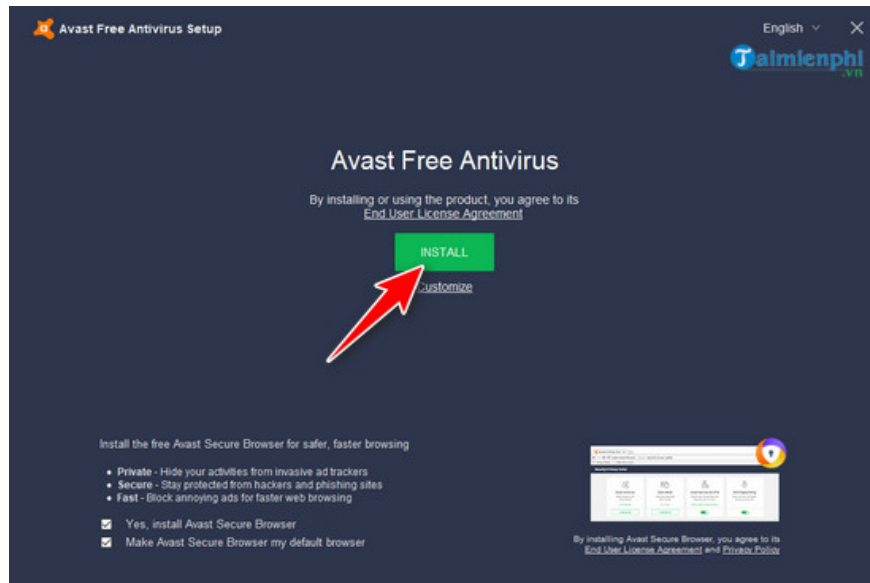 Avast Free Antivirus Setup
English
Taimienphi
.vn
Avast Free Antivirus
By installing or using the product, you agree to its
End User License Agreement
INSTALL
Customize
Install the free Avast Secure Browser for safer, faster browsing
Private - Hide your activities from invasive ad trackers
Secure - Stay protected from hackers and phishing sites
Fast - Block annoying ads for faster web browsing
Yes, install Avast Secure Browser
Make Avast Secure Browser my default browser
By installing Avast Secure Browser, you agree to its
End User License Agreement and Privacy Policy